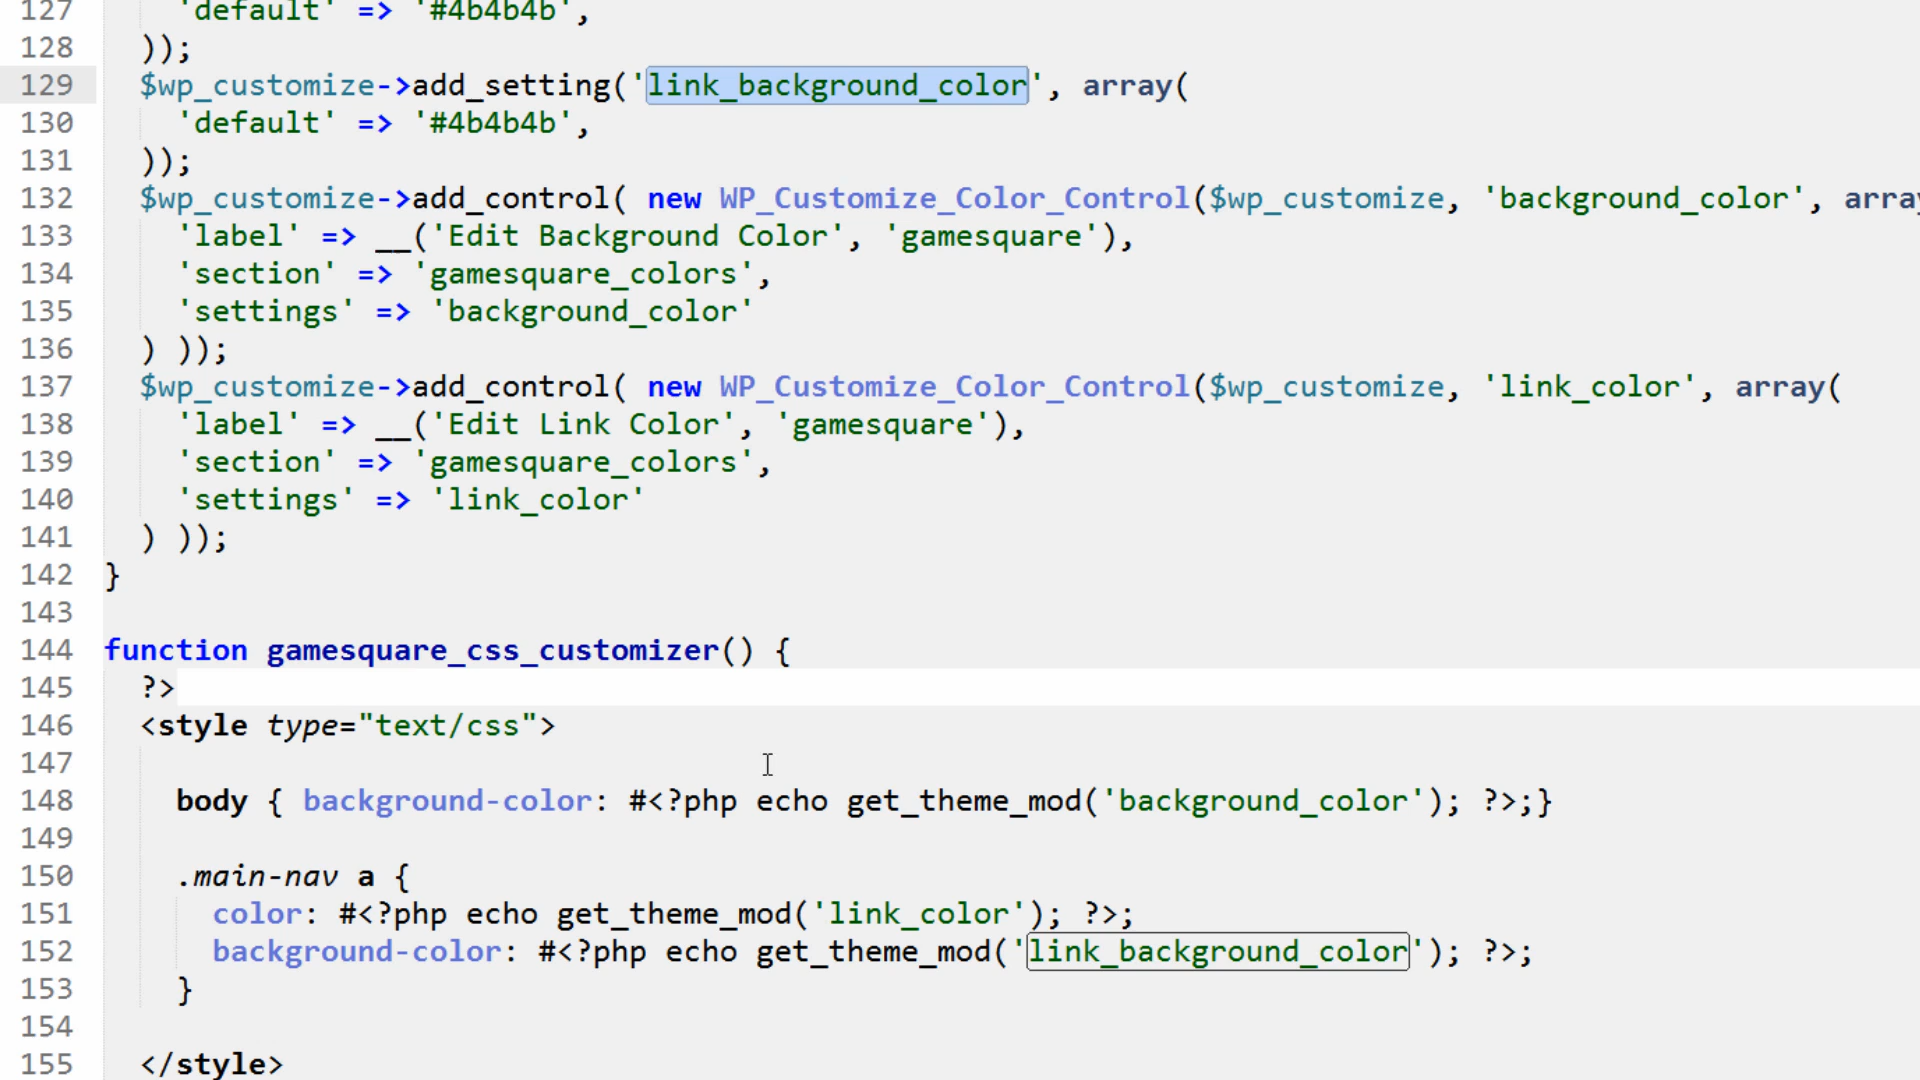 127 'default' => '#4b4b4b',
128 ));
129 $wp_customize->add_setting('link_background_color', array(
130 'default' => '#4b4b4b',
131 ));
132 $wp_customize->add_control( new WP_Customize_Color_Control($wp_customize, 'background_color', array
133 'label' => __('Edit Background Color', 'gamesquare'),
134 'section' => 'gamesquare_colors',
135 'settings' => 'background_color'
136 ) ));
137 $wp_customize->add_control( new WP_Customize_Color_Control($wp_customize, 'link_color', array(
138 'label' => __('Edit Link Color', 'gamesquare'),
139 'section' => 'gamesquare_colors',
140 'settings' => 'link_color'
141 ) ));
142 }
143
144 function gamesquare_css_customizer() {
145 ?>
146 <style type="text/css">
147
148 body { background-color: #<?php echo get_theme_mod('background_color'); ?>;}
149
150 .main-nav a {
151 color: #<?php echo get_theme_mod('link_color'); ?>;
152 background-color: #<?php echo get_theme_mod('link_background_color'); ?>;
153 }
154
155 </style>